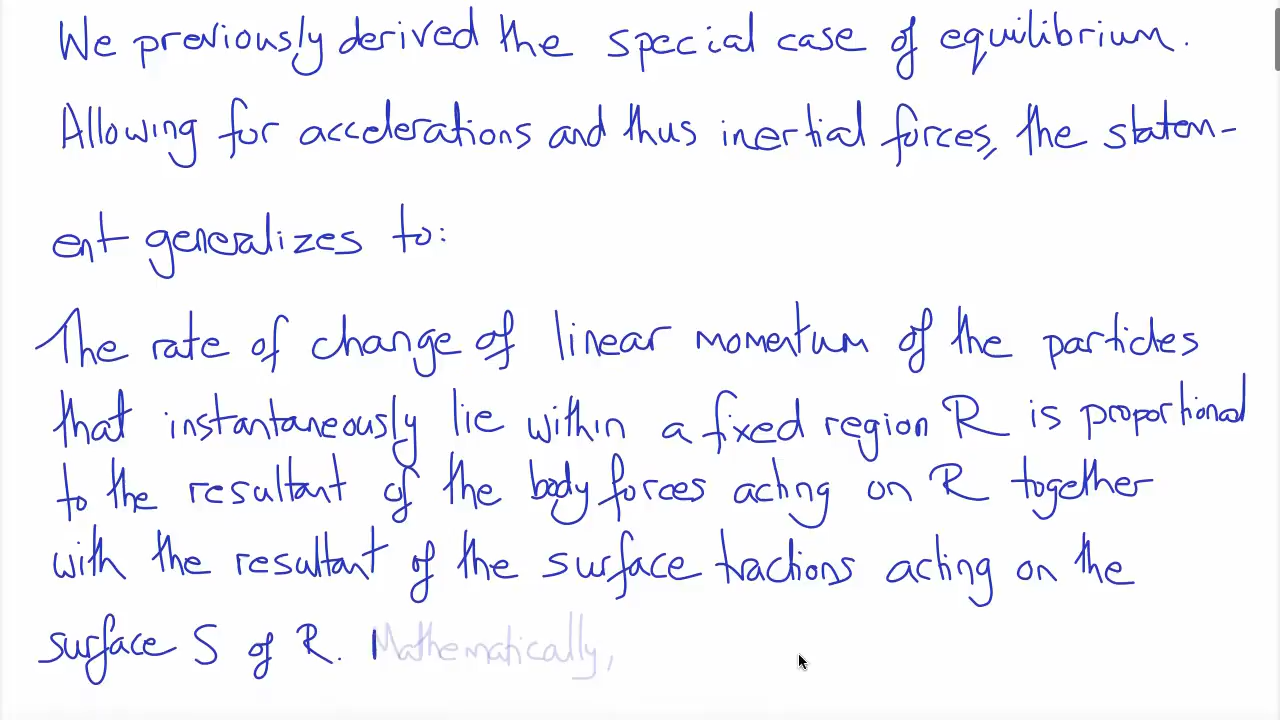 We previously derived the special case of equilibrium.
Allowing for accelerations and thus inertial forces, the statem-
ent generalizes to:
The rate of change of linear momentum of the particles
that instantaneously lie within a fixed region R is proportional
to the resultant of the body forces acting on R together
with the resultant of the surface tractions acting on the
surface S of R. Mathematically,